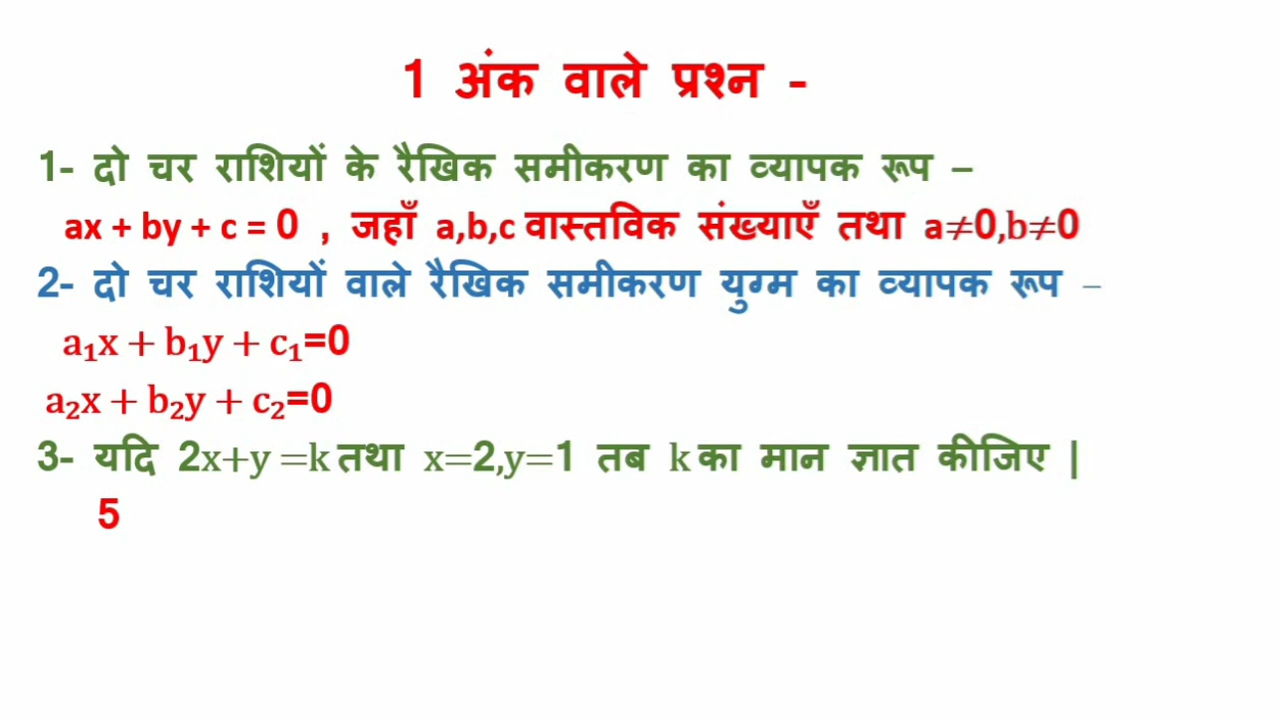 1 अंक वाले प्रश्न -
1- दो चर राशियों के रैखिक समीकरण का व्यापक रूप –
ax + by + c = 0 , जहाँ a,b,c वास्तविक संख्याएँ तथा a≠0,b≠0
2- दो चर राशियों वाले रैखिक समीकरण युग्म का व्यापक रूप –
a₁x + b₁y + c₁=0
a₂x + b₂y + c₂=0
3- यदि 2x+y =k तथा x=2,y=1 तब k का मान ज्ञात कीजिए |
5